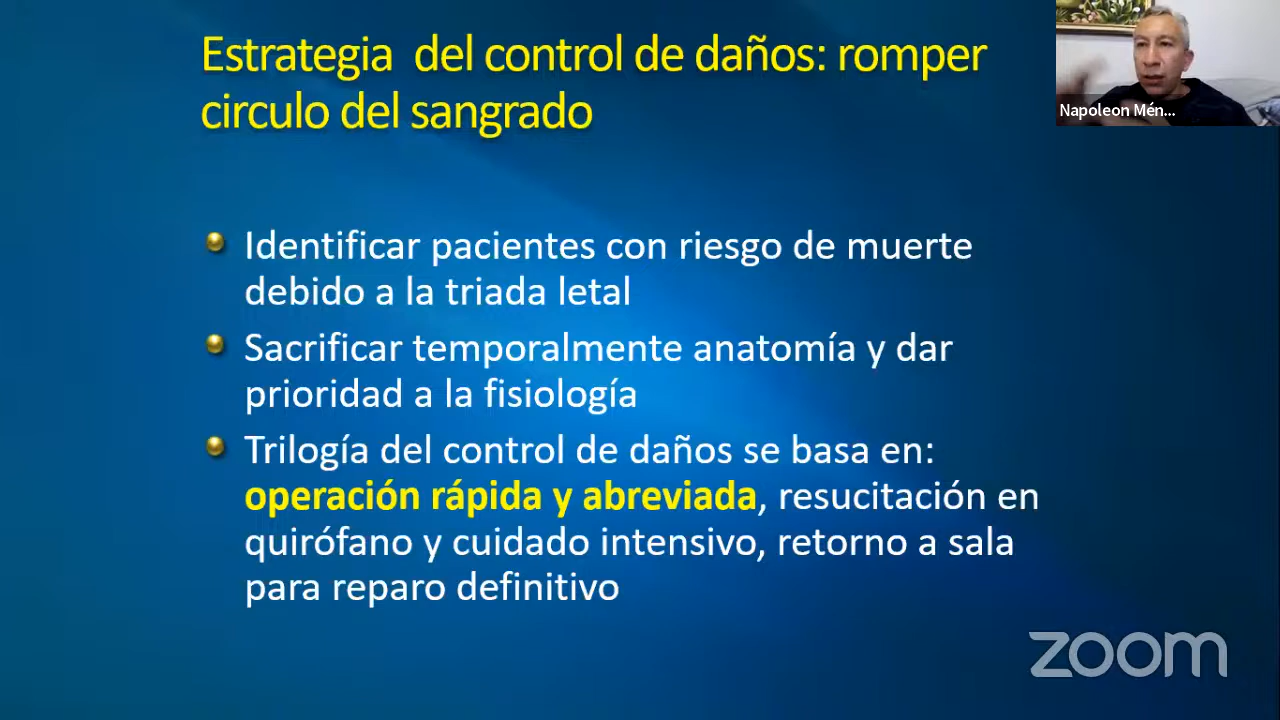 Estrategia del control de daños: romper
circulo del sangrado
Napoleon Mén...
Identificar pacientes con riesgo de muerte
debido a la triada letal
Sacrificar temporalmente anatomía y dar
prioridad a la fisiología
Trilogía del control de daños se basa en:
operación rápida y abreviada, resucitación en
quirófano y cuidado intensivo, retorno a sala
para reparo definitivo
zoom